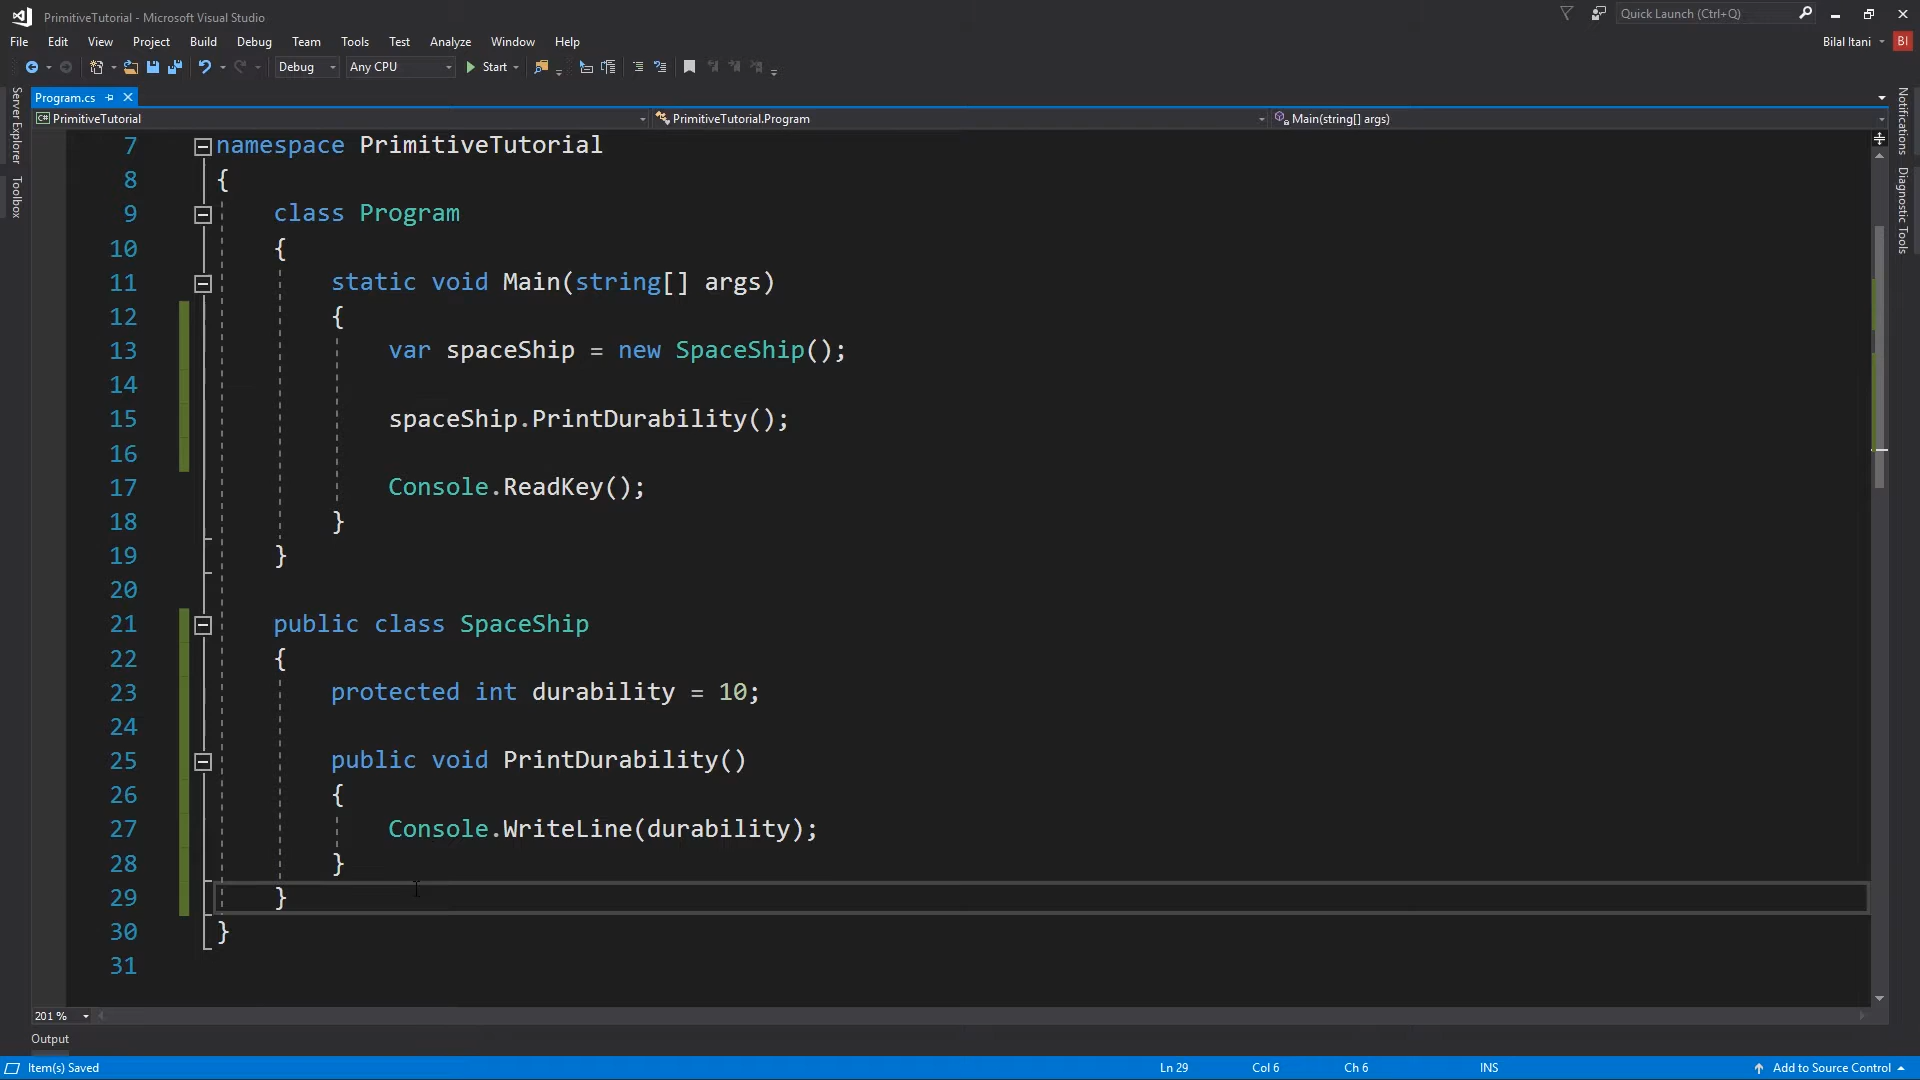 PrimitiveTutorial - Microsoft Visual Studio
Quick Launch (Ctrl+Q)
File Edit View Project Build Debug Team Tools Test Analyze Window Help
Bilal Itani BI
Debug Any CPU Start
Program.cs
PrimitiveTutorial PrimitiveTutorial.Program Main(string[] args)
Server Explorer
Toolbox
Notifications
Diagnostic Tools
7 namespace PrimitiveTutorial
8 {
9 class Program
10 {
11 static void Main(string[] args)
12 {
13 var spaceShip = new SpaceShip();
14
15 spaceShip.PrintDurability();
16
17 Console.ReadKey();
18 }
19 }
20
21 public class SpaceShip
22 {
23 protected int durability = 10;
24
25 public void PrintDurability()
26 {
27 Console.WriteLine(durability);
28 }
29 }
30 }
31
201 %
Output
Item(s) Saved Ln 29 Col 6 Ch 6 INS Add to Source Control